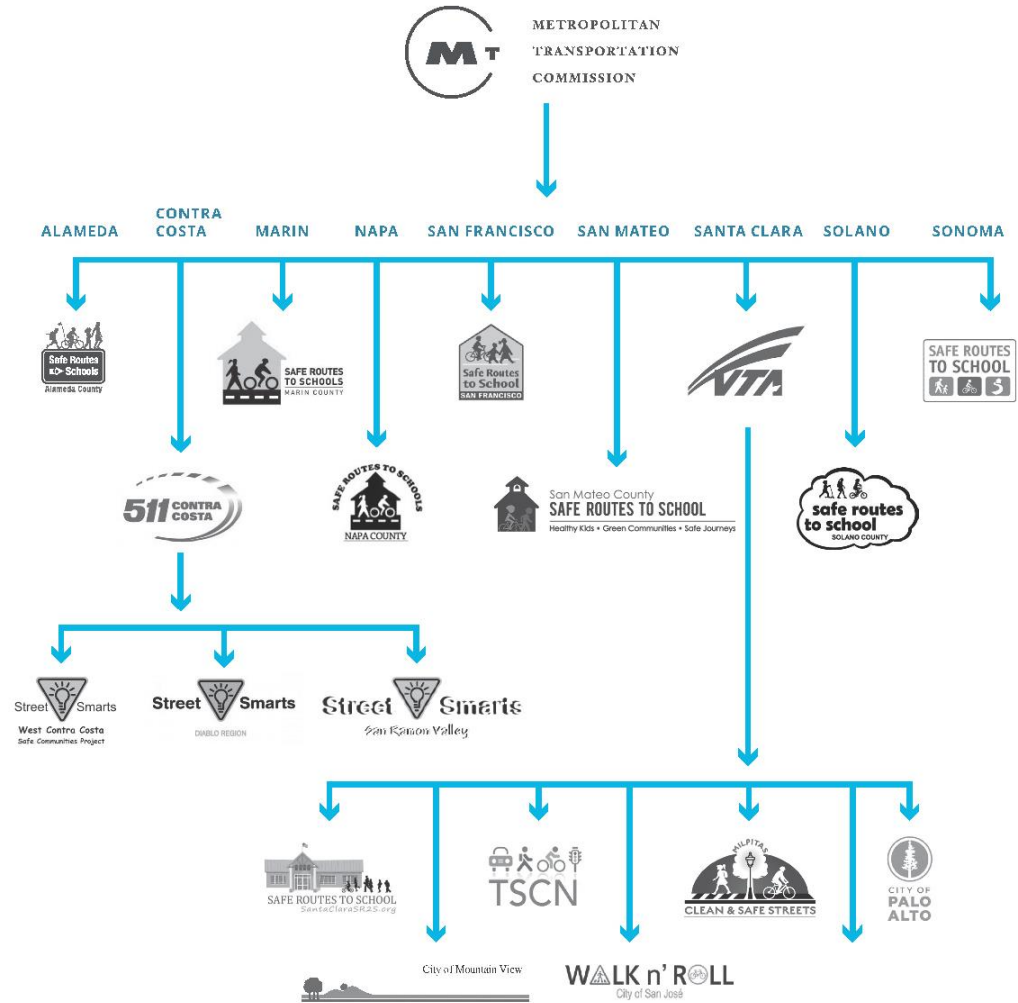 METROPOLITAN
TRANSPORTATION
COMMISSION
MT
ALAMEDA
CONTRA
COSTA
MARIN
NAPA
SAN FRANCISCO
SAN MATEO
SANTA CLARA
SOLANO
SONOMA
Safe Routes
to Schools
Alameda County
SAFE ROUTES
TO SCHOOLS
MARIN COUNTY
Safe Routes
to School
SAN FRANCISCO
VTA
SAFE ROUTES
TO SCHOOL
511 CONTRA
COSTA
SAFE ROUTES TO SCHOOLS
NAPA COUNTY
San Mateo County
SAFE ROUTES TO SCHOOL
Healthy Kids • Green Communities • Safe Journeys
safe routes
to school
SOLANO COUNTY
Street Smarts
West Contra Costa
Safe Communities Project
Street Smarts
DIABLO REGION
Street Smarts
San Ramon Valley
SAFE ROUTES TO SCHOOL
SantaClaraSR2S.org
TSCN
MILPITAS
CLEAN & SAFE STREETS
CITY OF
PALO
ALTO
City of Mountain View
WALK n' ROLL
City of San José